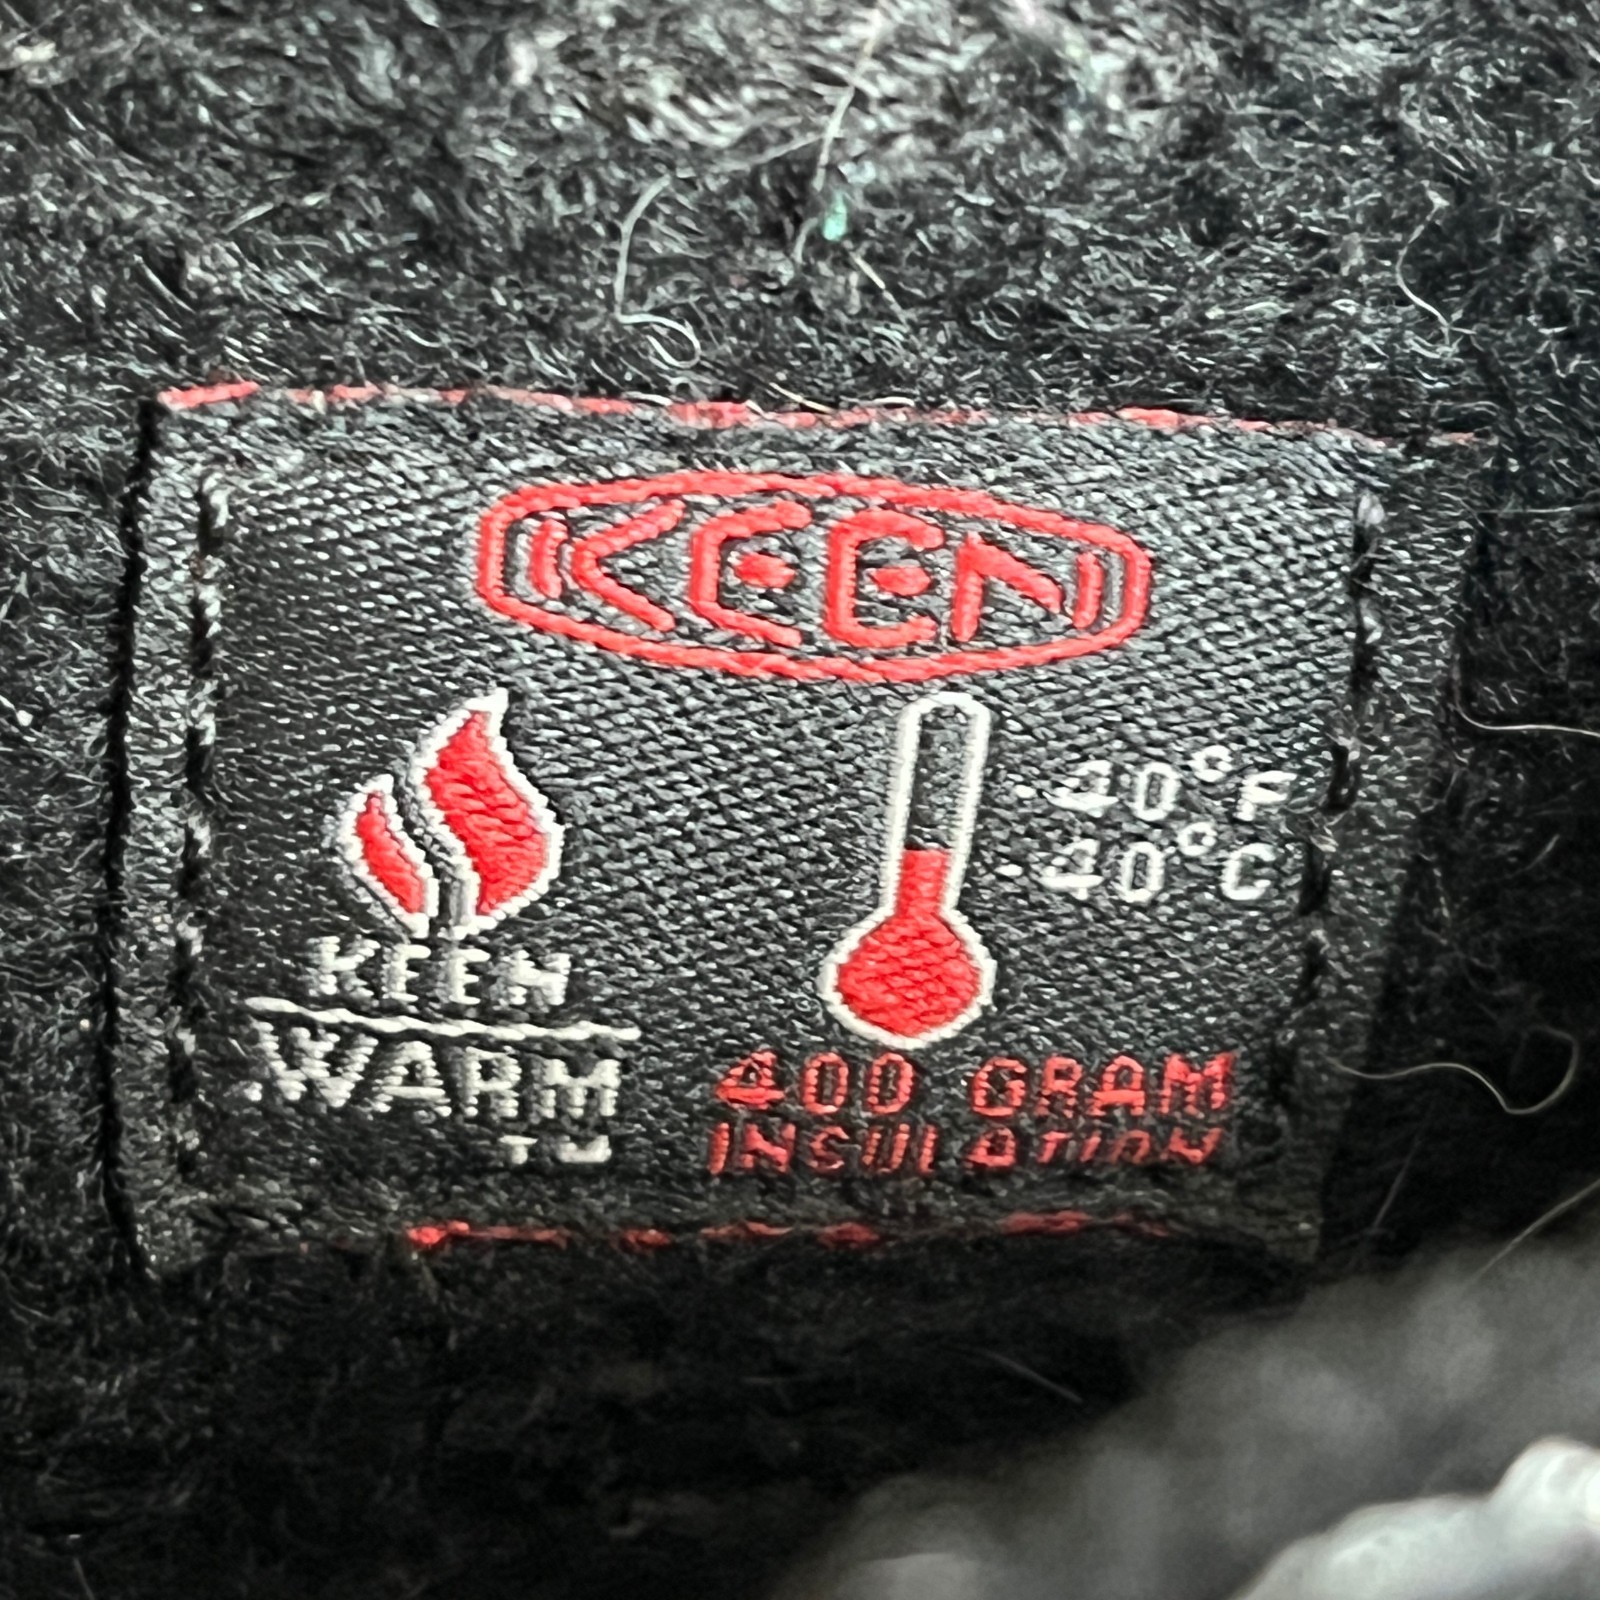 KEEN
-40°F
-40°C
KEEN
WARM
TM
400 GRAM
INSULATION